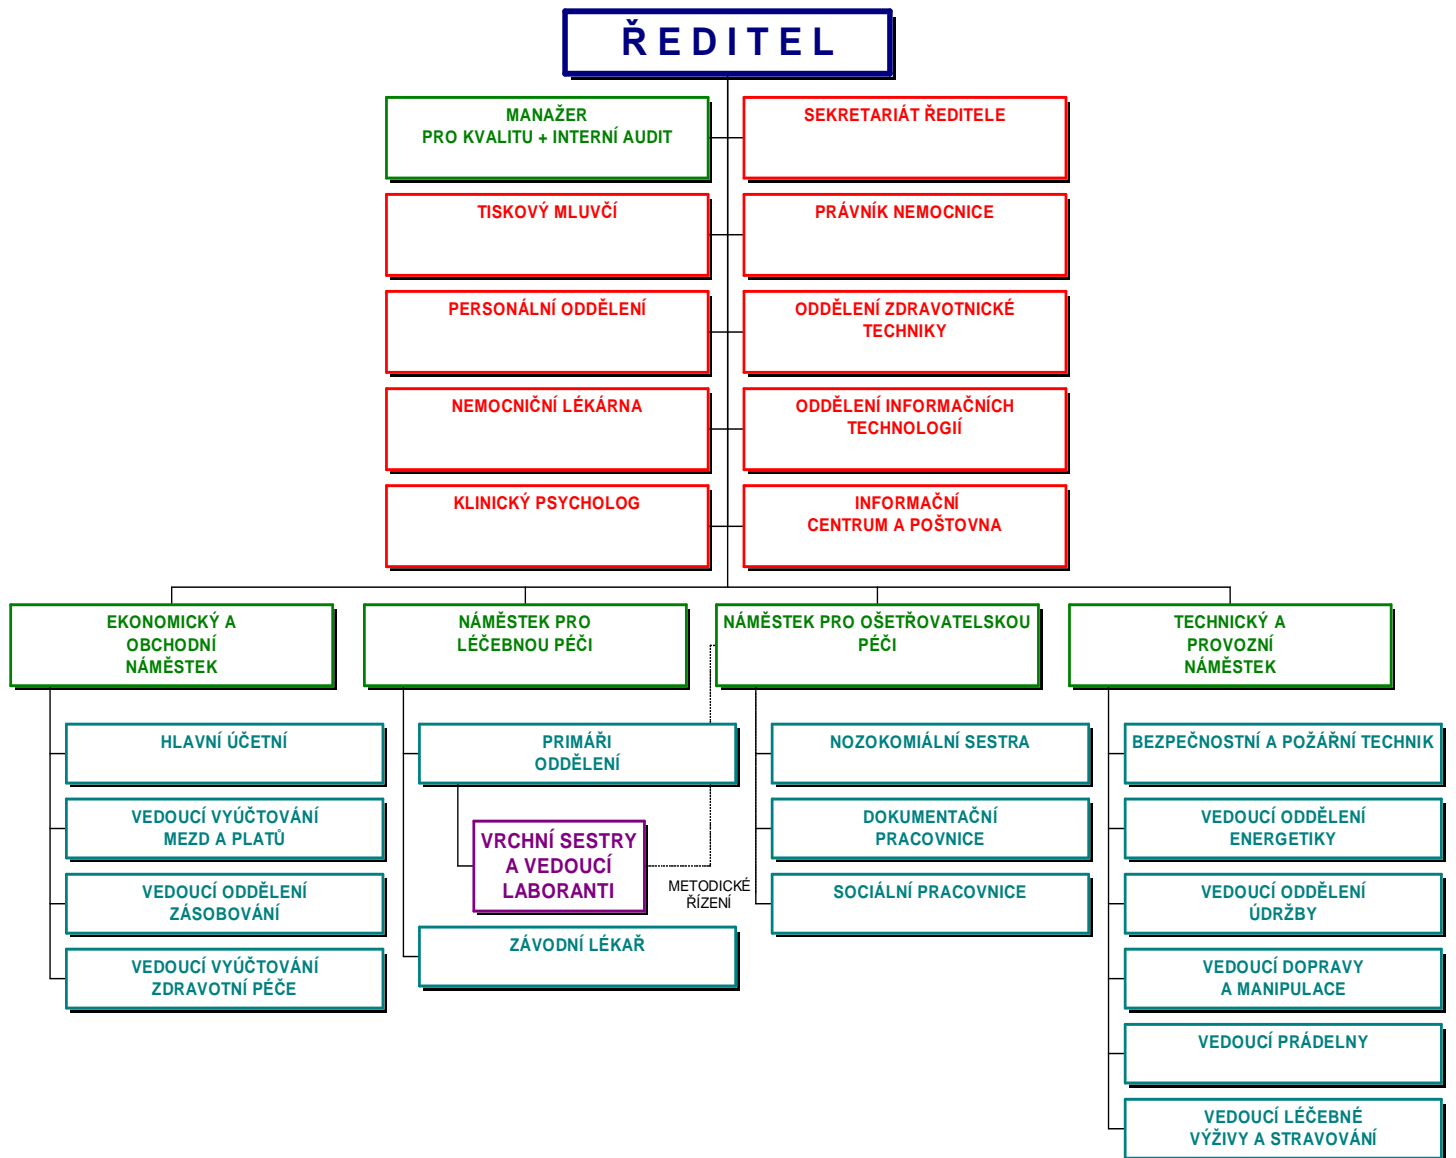 ŘEDITEL
MANAŽER
PRO KVALITU + INTERNÍ AUDIT
SEKRETARIÁT ŘEDITELE
TISKOVÝ MLUVČÍ
PRÁVNÍK NEMOCNICE
PERSONÁLNÍ ODDĚLENÍ
ODDĚLENÍ ZDRAVOTNICKÉ
TECHNIKY
NEMOCNIČNÍ LÉKÁRNA
ODDĚLENÍ INFORMAČNÍCH
TECHNOLOGIÍ
KLINICKÝ PSYCHOLOG
INFORMAČNÍ
CENTRUM A POŠTOVNA
EKONOMICKÝ A
OBCHODNÍ
NÁMĚSTEK
NÁMĚSTEK PRO
LÉČEBNOU PÉČI
NÁMĚSTEK PRO OŠETŘOVATELSKOU
PÉČI
TECHNICKÝ A
PROVOZNÍ
NÁMĚSTEK
HLAVNÍ ÚČETNÍ
VEDOUCÍ VYÚČTOVÁNÍ
MEZD A PLATŮ
VEDOUCÍ ODDĚLENÍ
ZÁSOBOVÁNÍ
VEDOUCÍ VYÚČTOVÁNÍ
ZDRAVOTNÍ PÉČE
PRIMÁŘI
ODDĚLENÍ
VRCHNÍ SESTRY
A VEDOUCÍ
LABORANTI
METODICKÉ
ŘÍZENÍ
ZÁVODNÍ LÉKAŘ
NOZOKOMIÁLNÍ SESTRA
DOKUMENTAČNÍ
PRACOVNICE
SOCIÁLNÍ PRACOVNICE
BEZPEČNOSTNÍ A POŽÁŘNÍ TECHNIK
VEDOUCÍ ODDĚLENÍ
ENERGETIKY
VEDOUCÍ ODDĚLENÍ
ÚDRŽBY
VEDOUCÍ DOPRAVY
A MANIPULACE
VEDOUCÍ PRÁDELNY
VEDOUCÍ LÉČEBNÉ
VÝŽIVY A STRAVOVÁNÍ